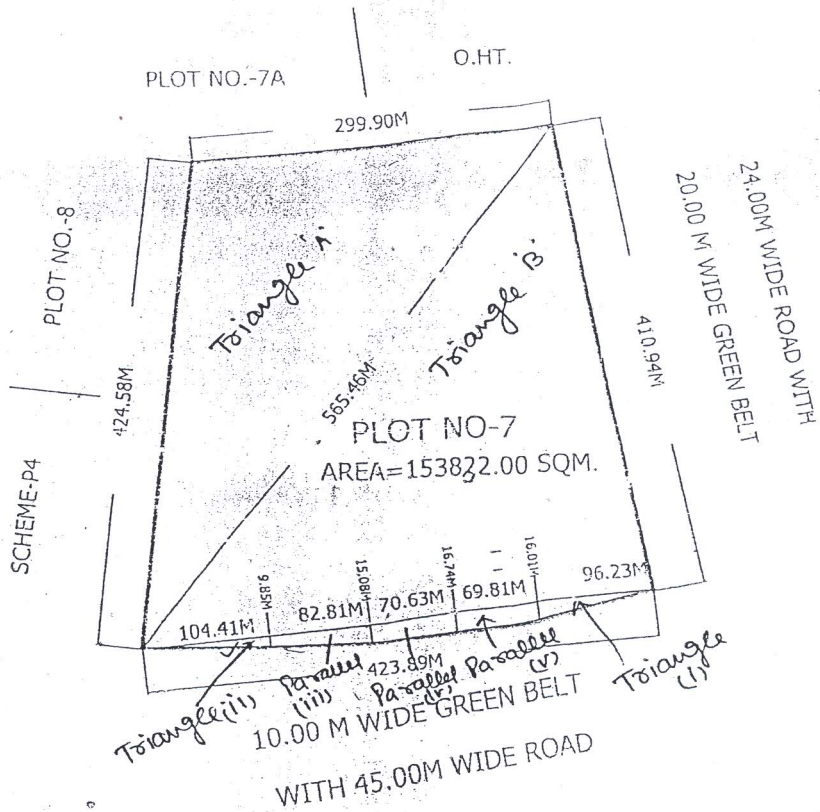 PLOT NO.-7A
O.HT.
299.90M
PLOT NO.-8
24.00M WIDE ROAD WITH
20.00 M WIDE GREEN BELT
Triangle 'A'
Triangle 'B'
424.58M
410.94M
565.46M
PLOT NO-7
AREA=153822.00 SQM.
SCHEME-P4
9.85M
15.08M
16.74M
16.01M
104.41M
82.81M
70.63M
69.81M
96.23M
423.89M
Triangle (ii)
Parallel
(iii)
Parallel
Parallel
(v)
Triangle
(i)
10.00 M WIDE GREEN BELT
WITH 45.00M WIDE ROAD